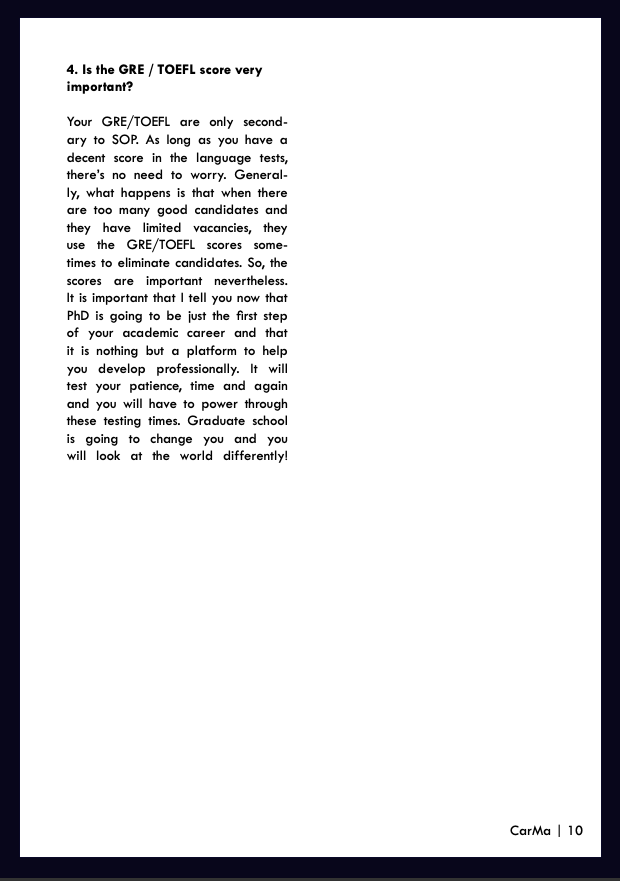 4. Is the GRE / TOEFL score very
important?
Your GRE/TOEFL are only second-
ary to SOP. As long as you have a
decent score in the language tests,
there's no need to worry. General-
ly, what happens is that when there
are too many good candidates and
they have limited vacancies, they
use the GRE/TOEFL scores some-
times to eliminate candidates. So, the
scores are important nevertheless.
It is important that I tell you now that
PhD is going to be just the first step
of your academic career and that
it is nothing but a platform to help
you develop professionally. It will
test your patience, time and again
and you will have to power through
these testing times. Graduate school
is going to change you and you
will look at the world differently!
CarMa | 10